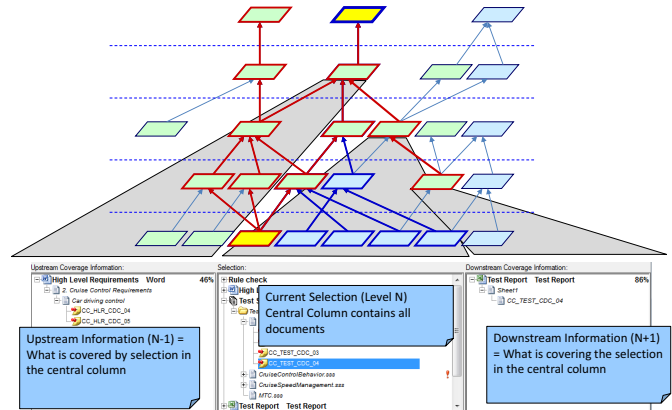 Upstream Coverage Information:
High Level Requirements Word 46%
2. Cruise Control Requirements
Car driving control
CC_HLR_CDC_04
CC_HLR_CDC_05
Upstream Information (N-1) =
What is covered by selection in
the central column
Selection:
Rule check
High
Test S
Tes
Current Selection (Level N)
Central Column contains all
documents
CC_TEST_CDC_03
CC_TEST_CDC_04
CruiseControlBehavior.sss
CruiseSpeedManagement.sss
MTC.sss
Test Report Test Report
Downstream Coverage Information:
Test Report Test Report 86%
Sheet1
CC_TEST_CDC_04
Downstream Information (N+1)
= What is covering the selection
in the central column